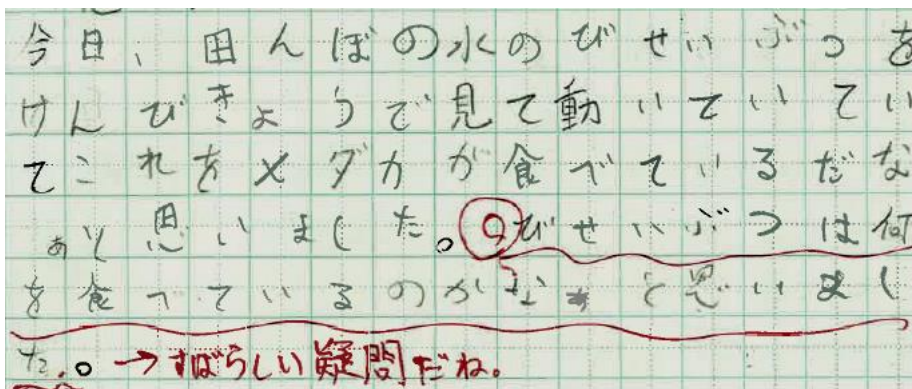 今日、田んぼの水のびせいぶつを
けんびきょうで見て動いていてい
てこれをメダカが食べているだな
ぁと思いました。びせいぶつは何
を食べているのかなぁと思いまし
た。→すばらしい疑問だね。